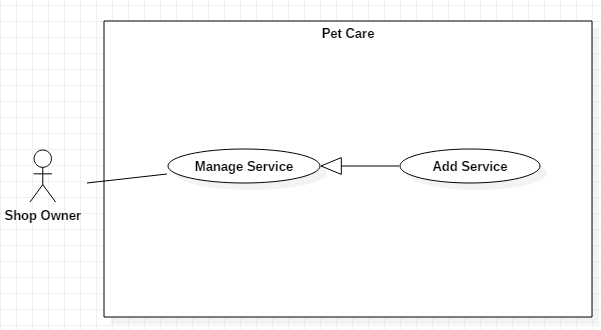 Pet Care
Manage Service
Add Service
Shop Owner